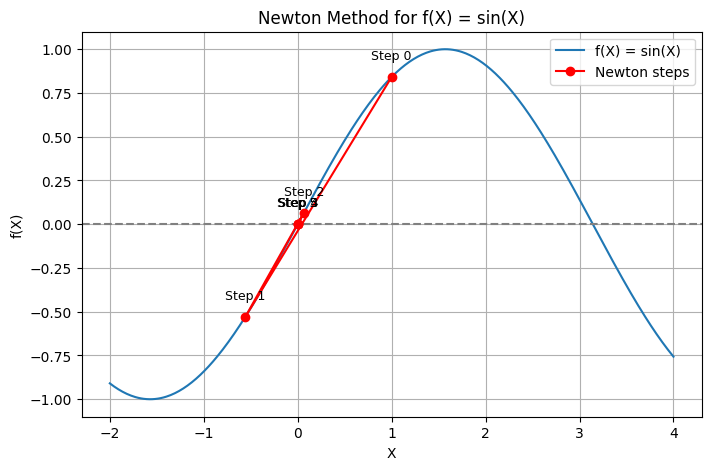 Newton Method for f(X) = sin(X)
f(X) = sin(X)
Newton steps
Step 0
Step 2
Step 1
f(X)
1.00
0.75
0.50
0.25
0.00
−0.25
−0.50
−0.75
−1.00
−2
−1
0
1
2
3
4
X